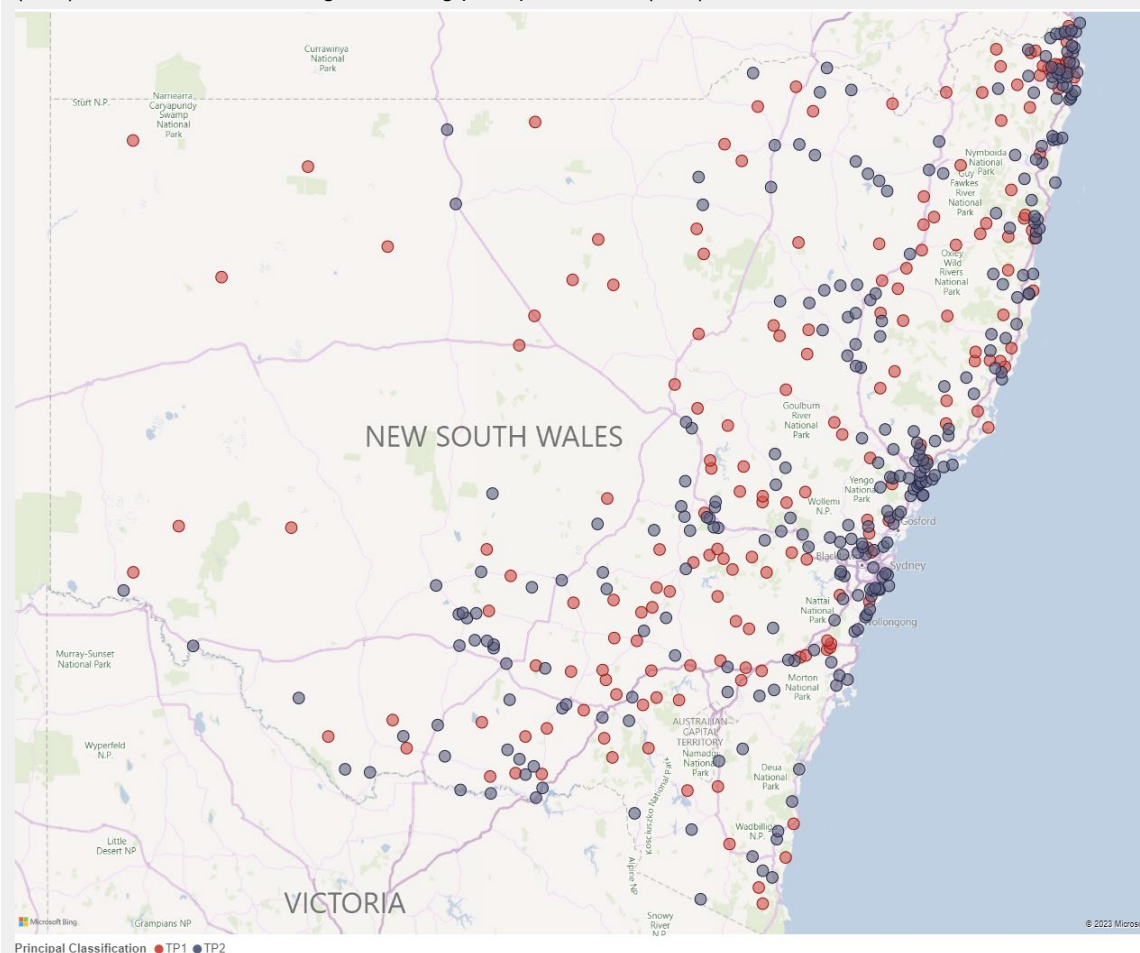 Currawinya
National
Park
Sturt N.P.
Narriearra
Caryapundy
Swamp
National
Park
Nymboida
National
Park
Guy
Fawkes
River
National
Park
Oxley
Wild
Rivers
National
Park
Goulburn
River
National
Park
NEW SOUTH WALES
Yengo
National
Park
Wollemi
N.P.
Gosford
Sydney
Nattai
National
Park
Wollongong
Murray-Sunset
National Park
Morton
National
Park
AUSTRALIAN
CAPITAL
TERRITORY
Namadgi
National
Park
Wyperfeld
N.P.
Deua
National
Park
Kosciuszko National Park
Wadbilliga
N.P.
Little
Desert NP
Alpine NP
VICTORIA
Snowy
River
N.P.
Grampians NP
Microsoft Bing
© 2023 Microso
Principal Classification TP1 TP2